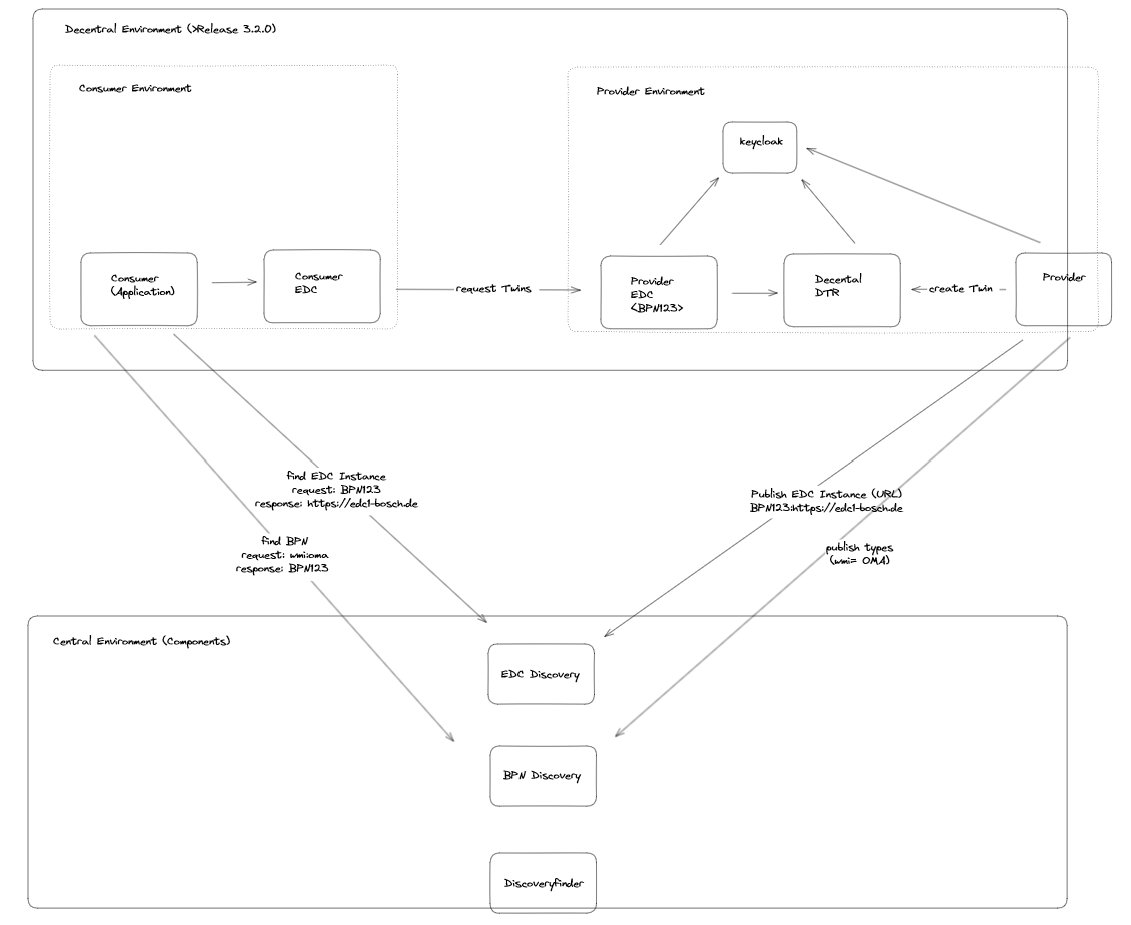 Decentral Environment (>Release 3.2.0)
Consumer Environment
Provider Environment
keycloak
Consumer
(Application)
Consumer
EDC
request Twins
Provider
EDC
<BPN123>
Decental
DTR
create Twin
Provider
find EDC Instance
request: BPN123
response: https://edc1-bosch.de
Publish EDC Instance (URL)
BPN123:https://edc1-bosch.de
find BPN
request: wmi:oma
response: BPN123
publish types
(wmi= OMA)
Central Environment (Components)
EDC Discovery
BPN Discovery
Discoveryfinder